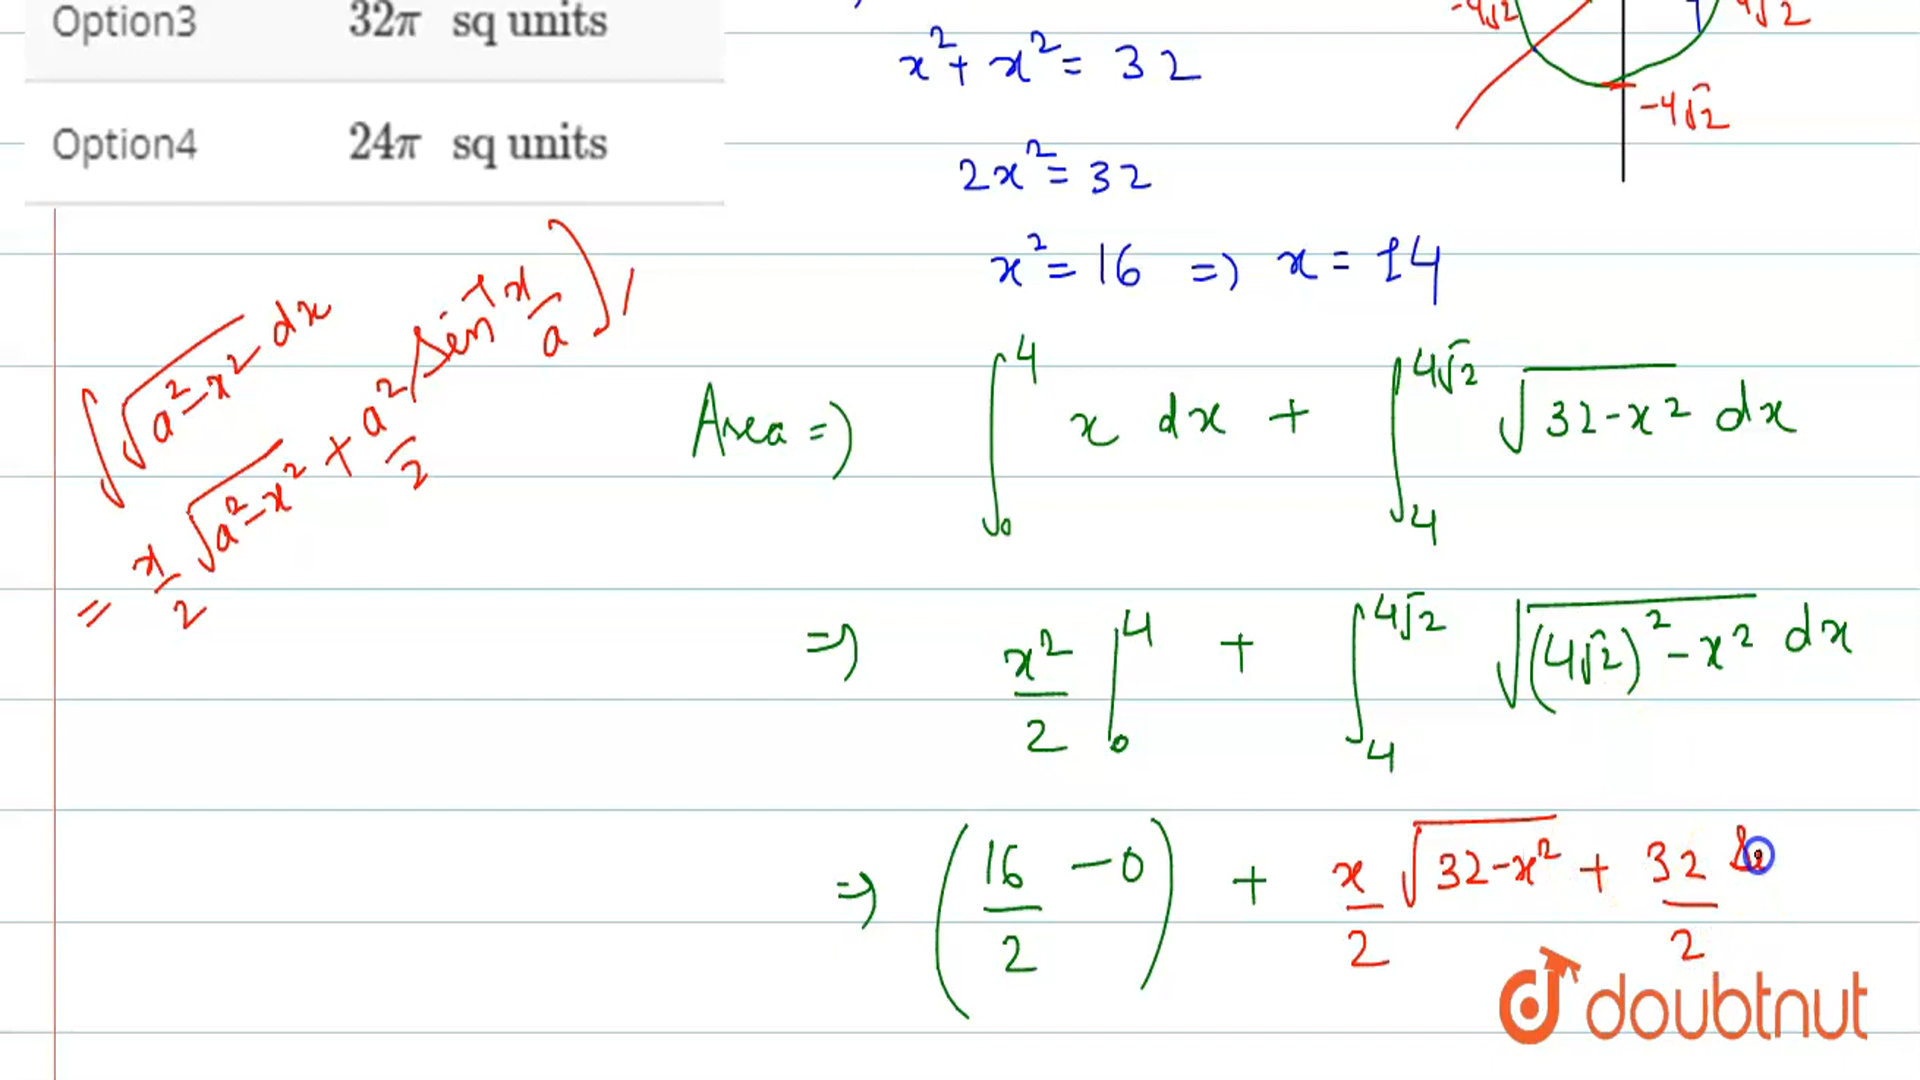 Option3 32π sq units
Option4 24π sq units
-4√2
4√2
-4√2
x² + x² = 32
2x² = 32
x² = 16 ⇒ x = ±4
∫√(a²-x²) dx
= x/2 √(a²-x²) + a²/2 sin⁻¹ x/a
Area ⇒ ∫₀⁴ x dx + ∫₄^(4√2) √(32-x²) dx
⇒ x²/2 |₀⁴ + ∫₄^(4√2) √((4√2)²-x²) dx
⇒ (16/2 - 0) + x/2 √(32-x²) + 32/2
doubtnut